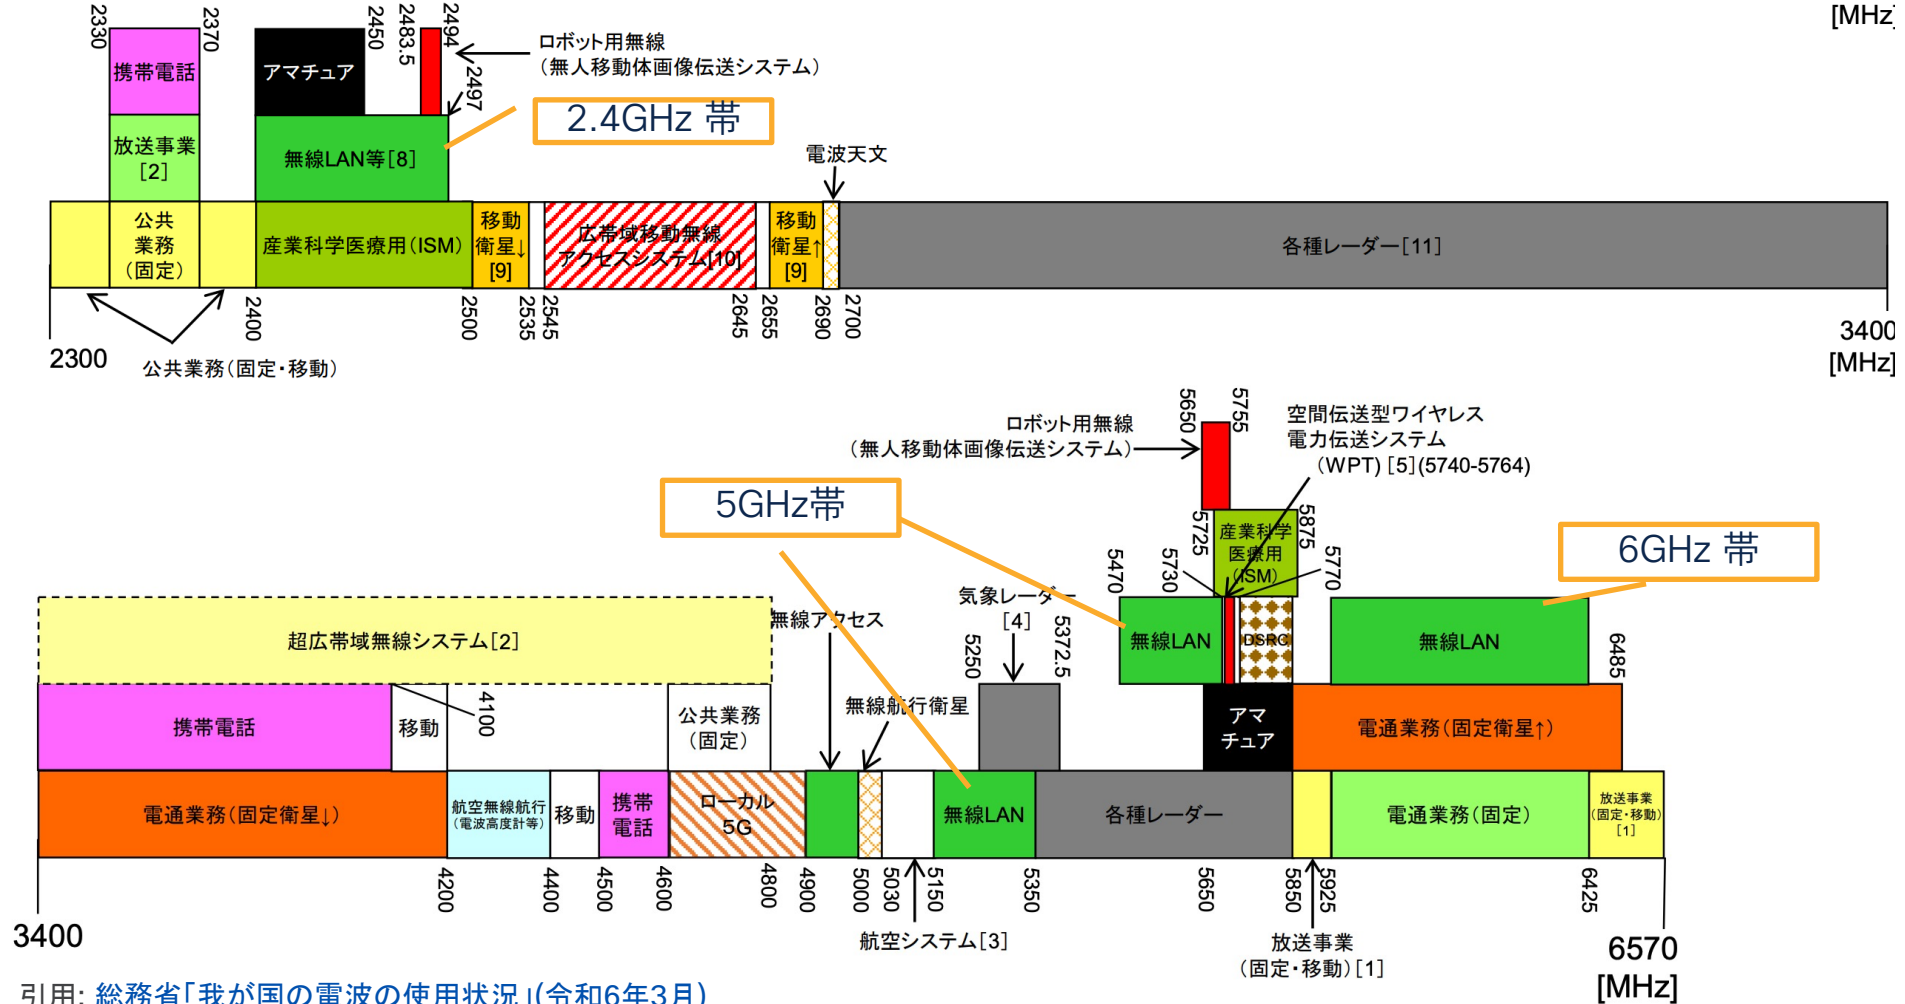 [MHz]
2330
2370
2450
2483.5
2494
2497
携帯電話
アマチュア
ロボット用無線
（無人移動体画像伝送システム）
2.4GHz 帯
放送事業
[2]
無線LAN等[8]
電波天文
公共
業務
（固定）
産業科学医療用（ISM）
移動
衛星↓
[9]
広帯域移動無線
アクセスシステム[10]
移動
衛星↑
[9]
各種レーダー[11]
2400
2500
2535
2545
2645
2655
2690
2700
2300
公共業務（固定・移動）
3400
[MHz]
ロボット用無線
（無人移動体画像伝送システム）
5650
5755
空間伝送型ワイヤレス
電力伝送システム
（WPT）[5](5740-5764)
5GHz帯
6GHz 帯
5725
産業科学
医療用
（ISM）
5875
5470
5730
5770
超広帯域無線システム[2]
無線アクセス
気象レーダー
[4]
5250
5372.5
無線LAN
DSRC
無線LAN
6485
携帯電話
移動
4100
公共業務
（固定）
無線航行衛星
アマ
チュア
電通業務（固定衛星↑）
電通業務（固定衛星↓）
航空無線航行
（電波高度計等）
移動
携帯
電話
ローカル
5G
無線LAN
各種レーダー
電通業務（固定）
放送事業
（固定・移動）
[1]
4200
4400
4500
4600
4800
4900
5000
5030
5150
5350
5650
5850
5925
6425
3400
航空システム[3]
放送事業
（固定・移動）[1]
6570
[MHz]
引用: 総務省「我が国の電波の使用状況」(令和6年3月)